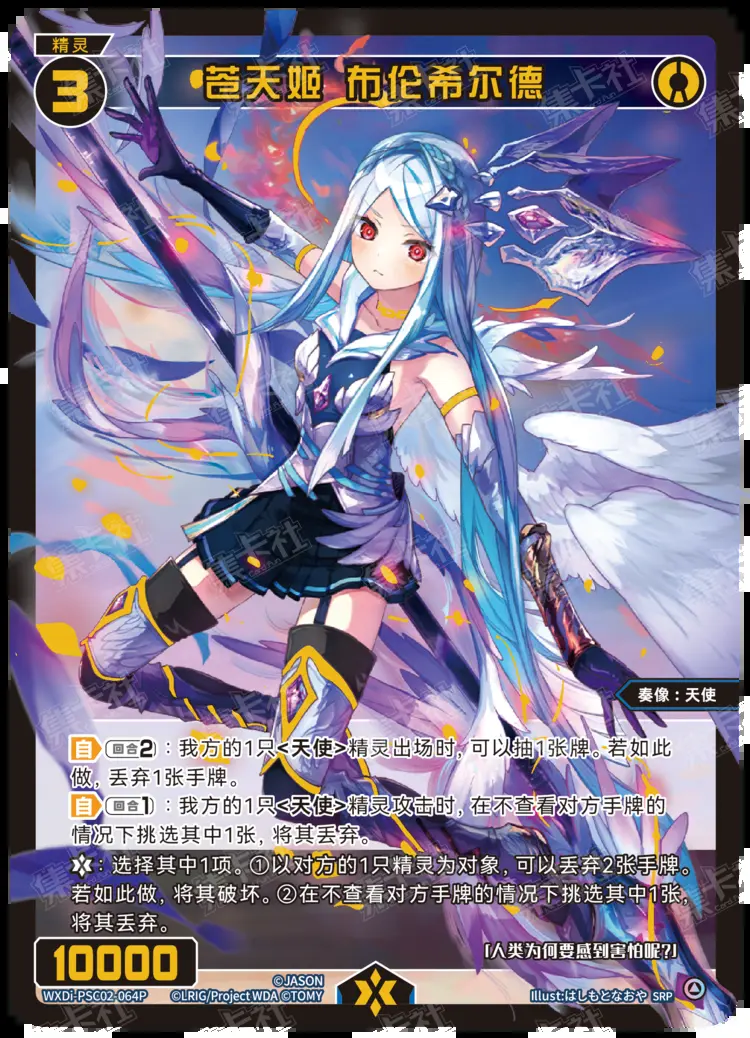 精灵
3
苍天姬 布伦希尔德
奏像：天使
自 回合2：我方的1只<天使>精灵出场时，可以抽1张牌。若如此
做，丢弃1张手牌。
自 回合1：我方的1只<天使>精灵攻击时，在不查看对方手牌的
情况下挑选其中1张，将其丢弃。
：选择其中1项。①以对方的1只精灵为对象，可以丢弃2张手牌。
若如此做，将其破坏。②在不查看对方手牌的情况下挑选其中1张，
将其丢弃。
10000
「人类为何要感到害怕呢?」
©JASON
WXDi-PSC02-064P ©LRIG/Project WDA ©TOMY
Illust:はしもとなおや SRP
集卡社